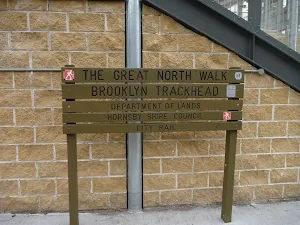 THE GREAT NORTH WALK
BROOKLYN TRACKHEAD
DEPARTMENT OF LANDS
HORNSBY SHIRE COUNCIL
CITY RAIL